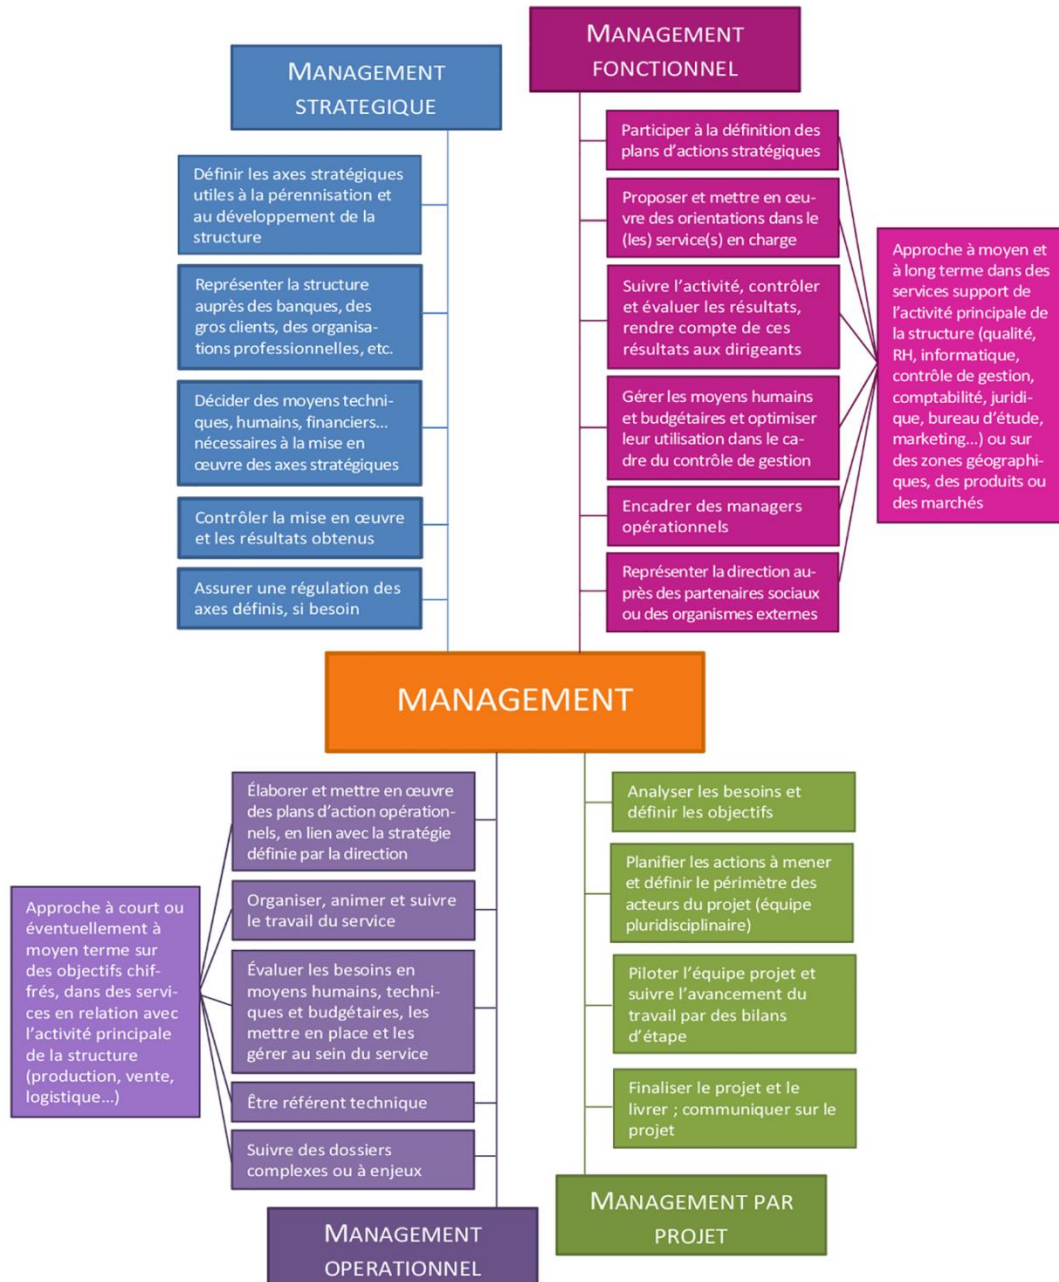 MANAGEMENT
STRATEGIQUE
Définir les axes stratégiques
utiles à la pérennisation et
au développement de la
structure
Représenter la structure
auprès des banques, des
gros clients, des organisa-
tions professionnelles, etc.
Décider des moyens techni-
ques, humains, financiers...
nécessaires à la mise en
œuvre des axes stratégiques
Contrôler la mise en œuvre
et les résultats obtenus
Assurer une régulation des
axes définis, si besoin
MANAGEMENT
FONCTIONNEL
Participer à la définition des
plans d'actions stratégiques
Proposer et mettre en œu-
vre des orientations dans le
(les) service(s) en charge
Suivre l'activité, contrôler
et évaluer les résultats,
rendre compte de ces
résultats aux dirigeants
Gérer les moyens humains
et budgétaires et optimiser
leur utilisation dans le ca-
dre du contrôle de gestion
Encadrer des managers
opérationnels
Représenter la direction au-
près des partenaires sociaux
ou des organismes externes
Approche à moyen et
à long terme dans des
services support de
l'activité principale de
la structure (qualité,
RH, informatique,
contrôle de gestion,
comptabilité, juridi-
que, bureau d'étude,
marketing...) ou sur
des zones géographi-
ques, des produits ou
des marchés
MANAGEMENT
Élaborer et mettre en œuvre
des plans d'action opération-
nels, en lien avec la stratégie
définie par la direction
Organiser, animer et suivre
le travail du service
Évaluer les besoins en
moyens humains, techni-
ques et budgétaires, les
mettre en place et les
gérer au sein du service
Être référent technique
Suivre des dossiers
complexes ou à enjeux
Approche à court ou
éventuellement à
moyen terme sur
des objectifs chif-
frés, dans des servi-
ces en relation avec
l'activité principale
de la structure
(production, vente,
logistique...)
MANAGEMENT
OPERATIONNEL
Analyser les besoins et
définir les objectifs
Planifier les actions à mener
et définir le périmètre des
acteurs du projet (équipe
pluridisciplinaire)
Piloter l'équipe projet et
suivre l'avancement du
travail par des bilans
d'étape
Finaliser le projet et le
livrer ; communiquer sur le
projet
MANAGEMENT PAR
PROJET